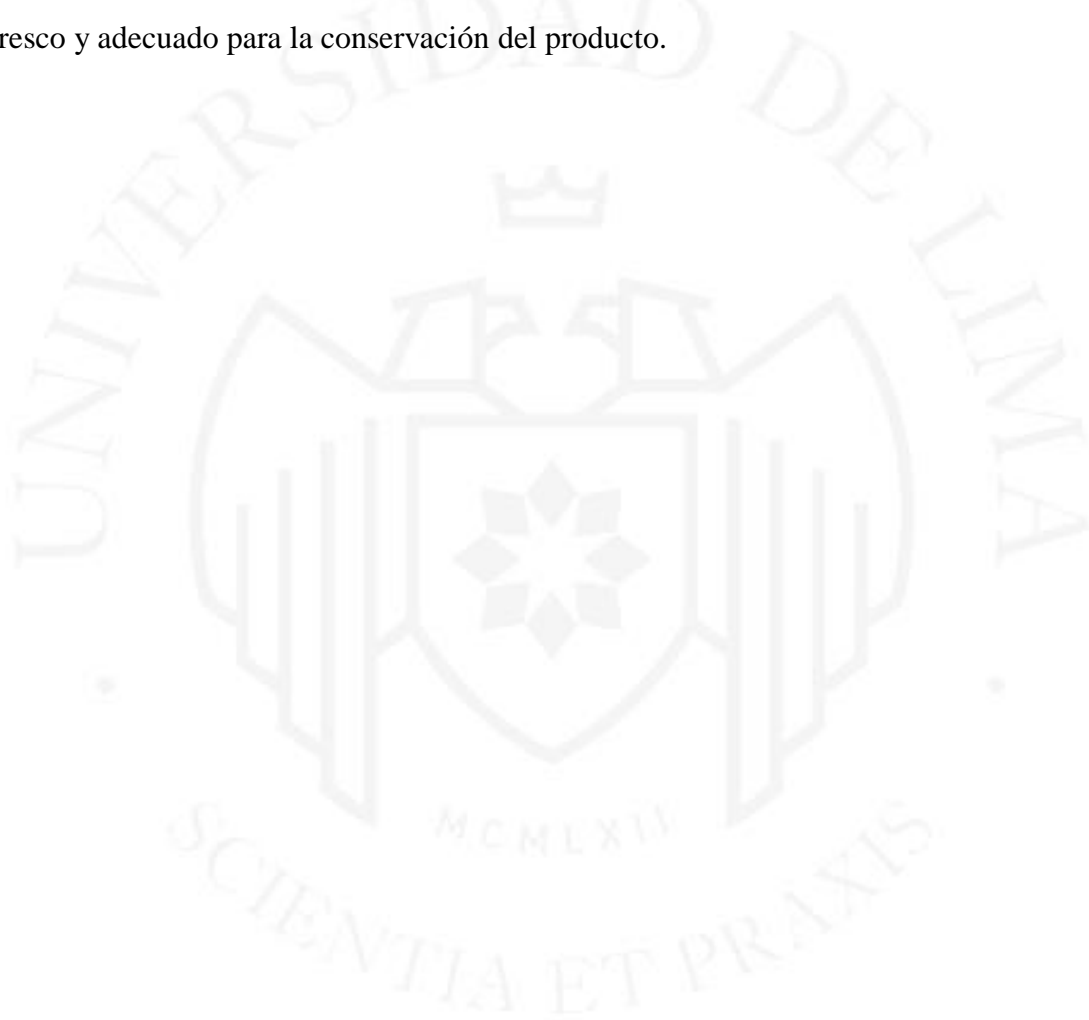 resco y adecuado para la conservación del producto.
UNIVERSIDAD DE LIMA
MCMLXII
SCIENTIA ET PRAXIS